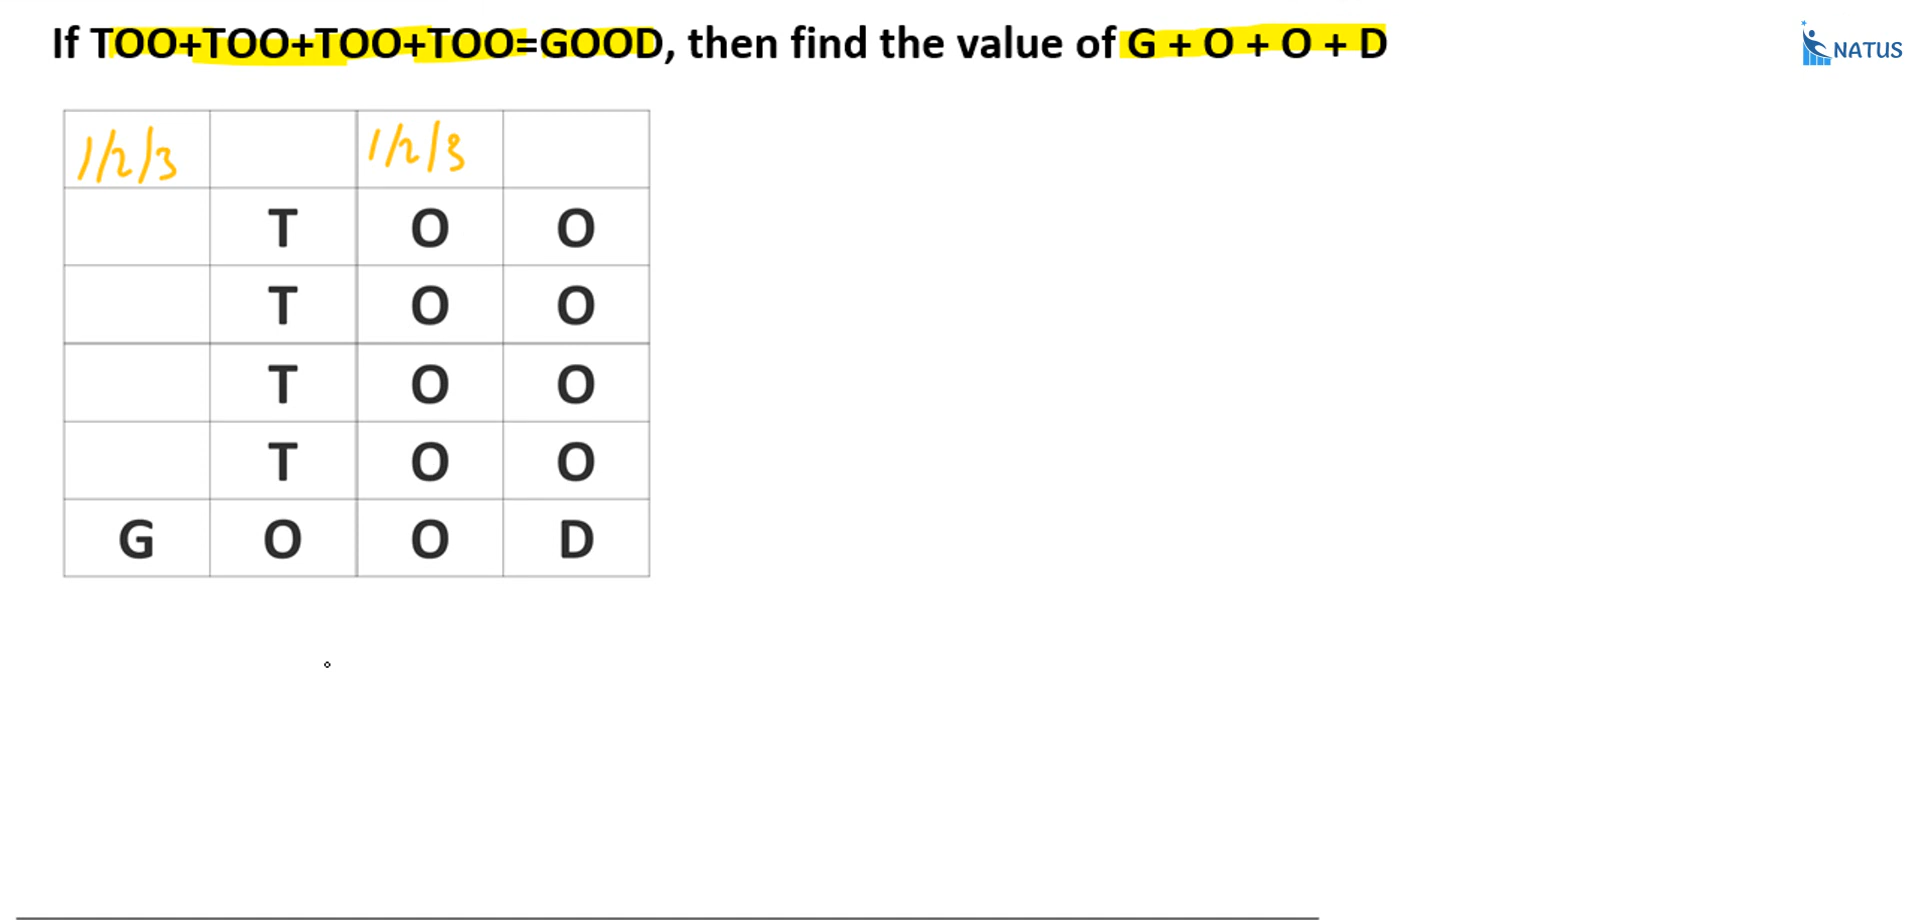 If TOO+TOO+TOO+TOO=GOOD, then find the value of G + O + O + D
NATUS
1/2/3 1/2/3
T O O
T O O
T O O
T O O
G O O D